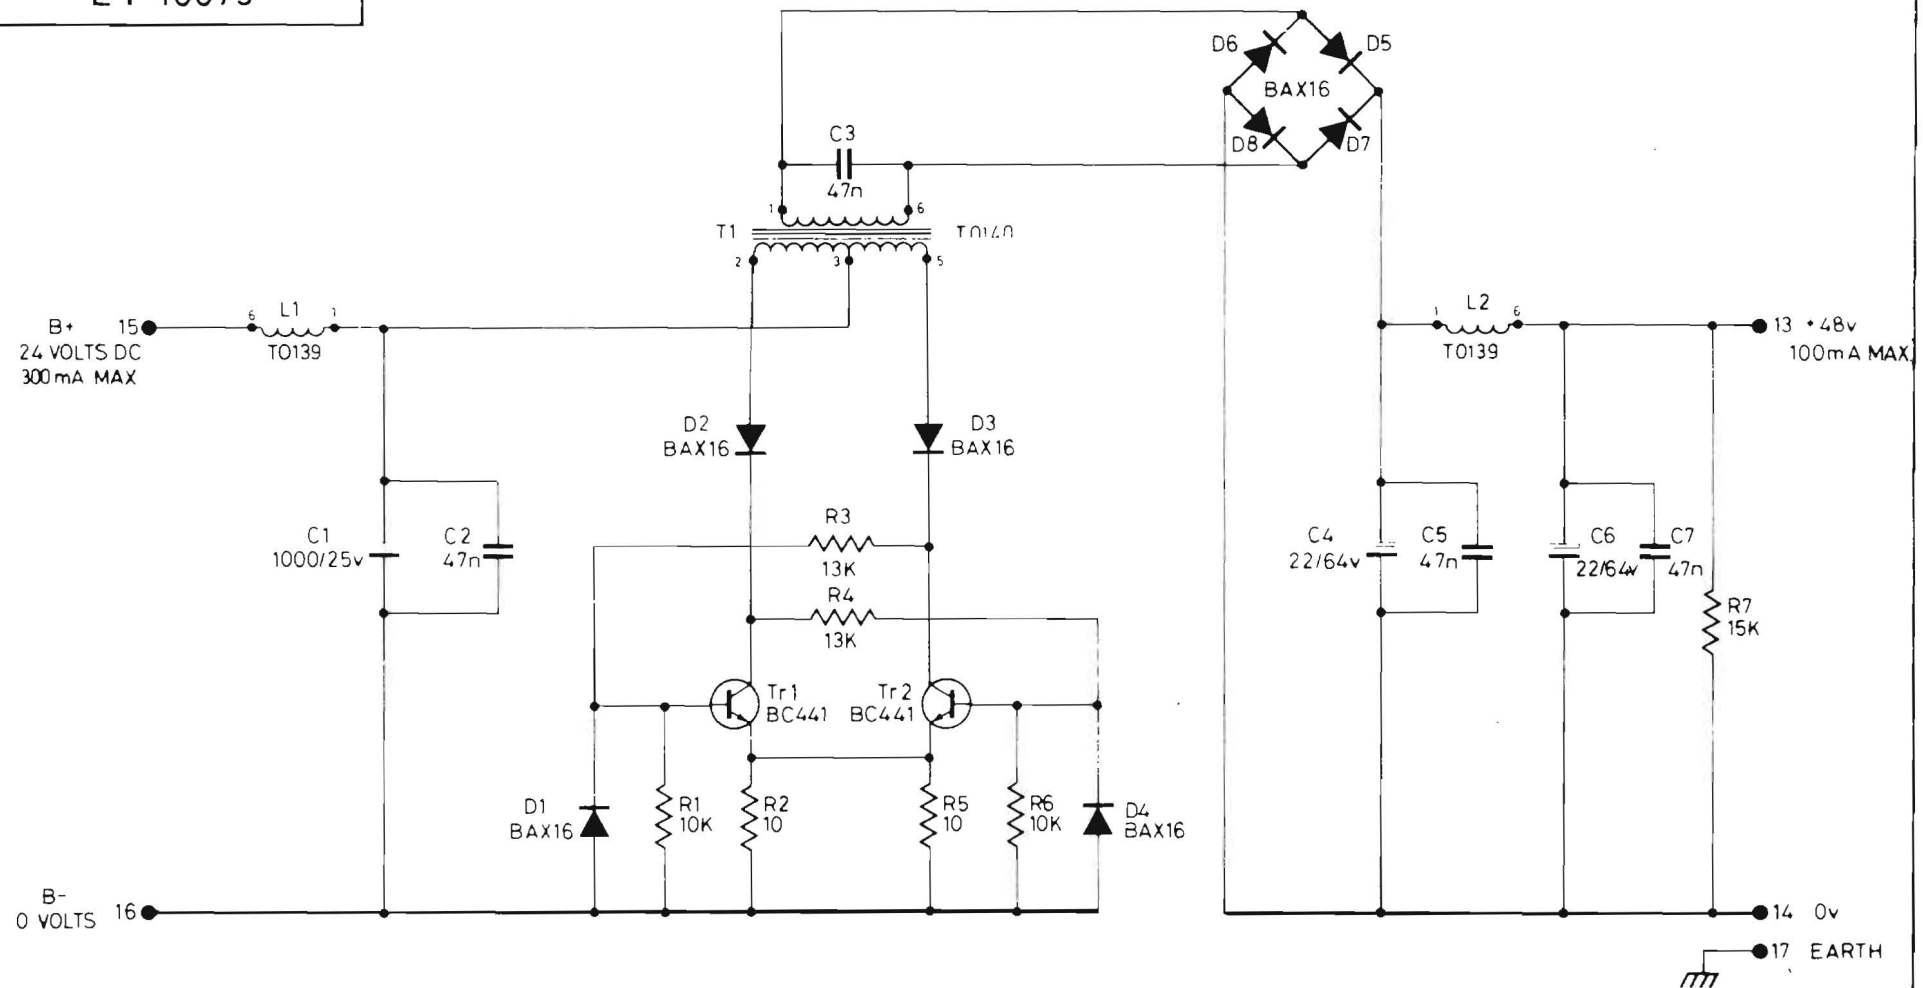 D6
D5
BAX16
D8
D7
C3
47n
1
6
T1
2
3
5
B+
15
24 VOLTS DC
300mA MAX
6
L1
1
T0139
1
L2
6
T0139
13 +48v
100mA MAX
D2
BAX16
D3
BAX16
C1
1000/25v
C2
47n
R3
13K
R4
13K
C4
22/64v
C5
47n
C6
22/64v
C7
47n
R7
15K
Tr1
BC441
Tr2
BC441
D1
BAX16
R1
10K
R2
10
R5
10
R6
10K
D4
BAX16
B-
0 VOLTS
16
14 0v
17 EARTH